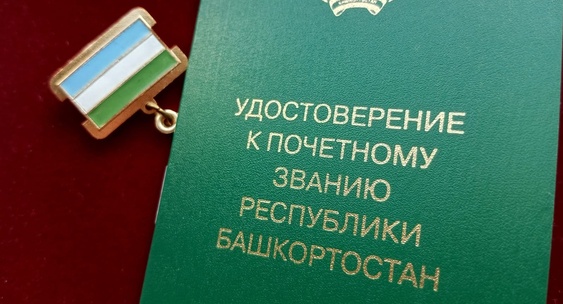 УДОСТОВЕРЕНИЕ
К ПОЧЕТНОМУ
ЗВАНИЮ
РЕСПУБЛИКИ
БАШКОРТОСТАН